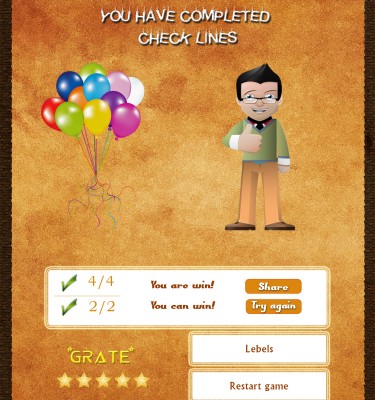 YOU HAVE COMPLETED
CHECK LINES
4/4 You are win! Share
2/2 You can win! Try again
"GRATE"
Lebels
Restart game